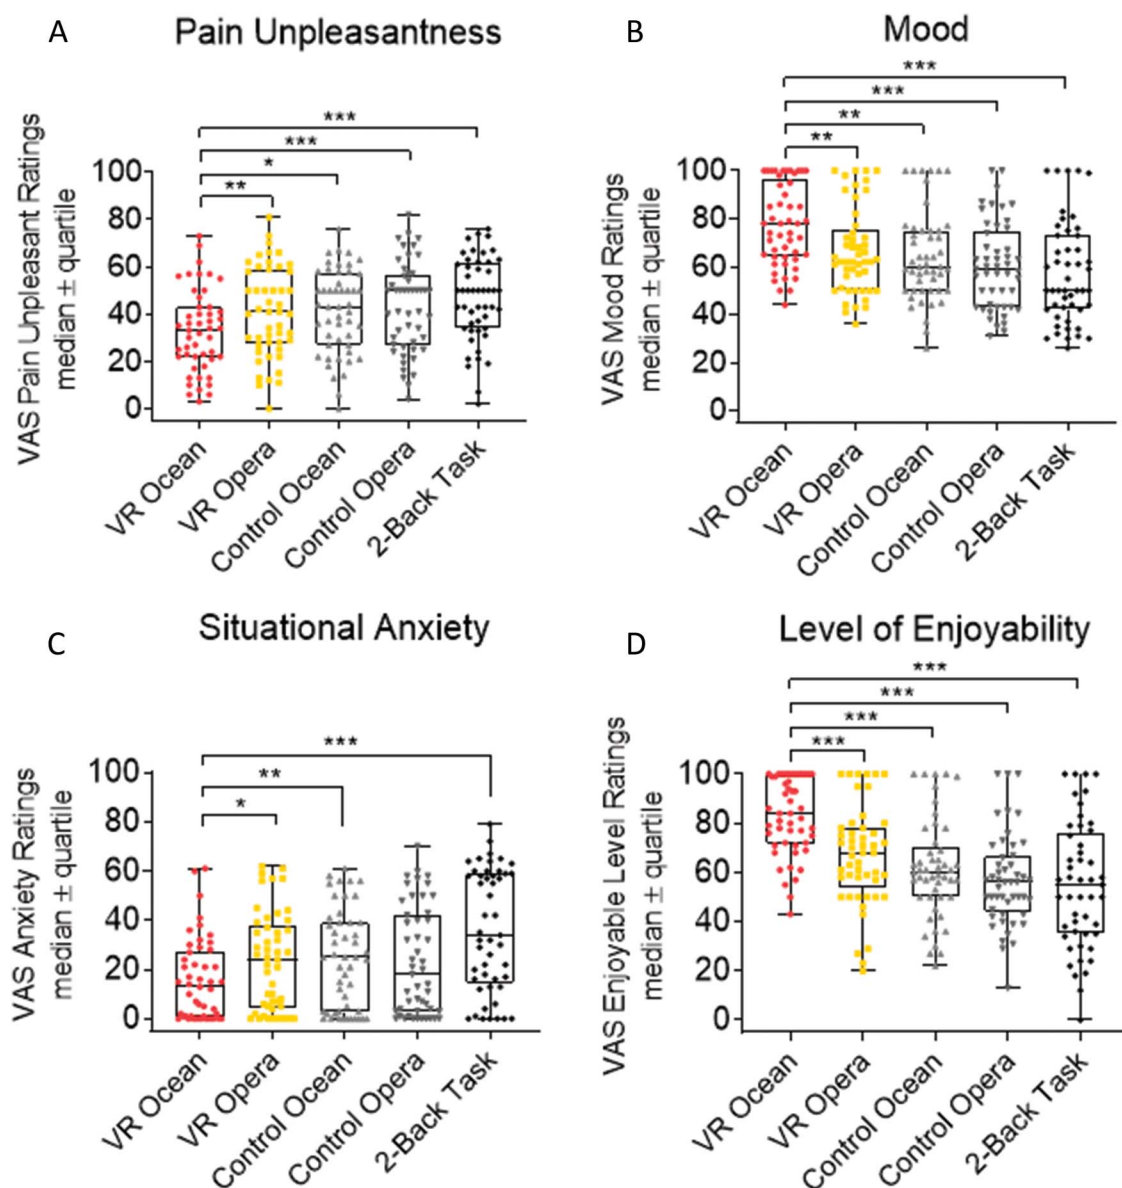 A
Pain Unpleasantness
VAS Pain Unpleasant Ratings
median ± quartile
***
***
*
**
100
80
60
40
20
0
VR Ocean
VR Opera
Control Ocean
Control Opera
2-Back Task
B
Mood
VAS Mood Ratings
median ± quartile
***
***
**
**
100
80
60
40
20
0
VR Ocean
VR Opera
Control Ocean
Control Opera
2-Back Task
C
Situational Anxiety
VAS Anxiety Ratings
median ± quartile
***
**
*
100
80
60
40
20
0
VR Ocean
VR Opera
Control Ocean
Control Opera
2-Back Task
D
Level of Enjoyability
VAS Enjoyable Level Ratings
median ± quartile
***
***
***
***
100
80
60
40
20
0
VR Ocean
VR Opera
Control Ocean
Control Opera
2-Back Task